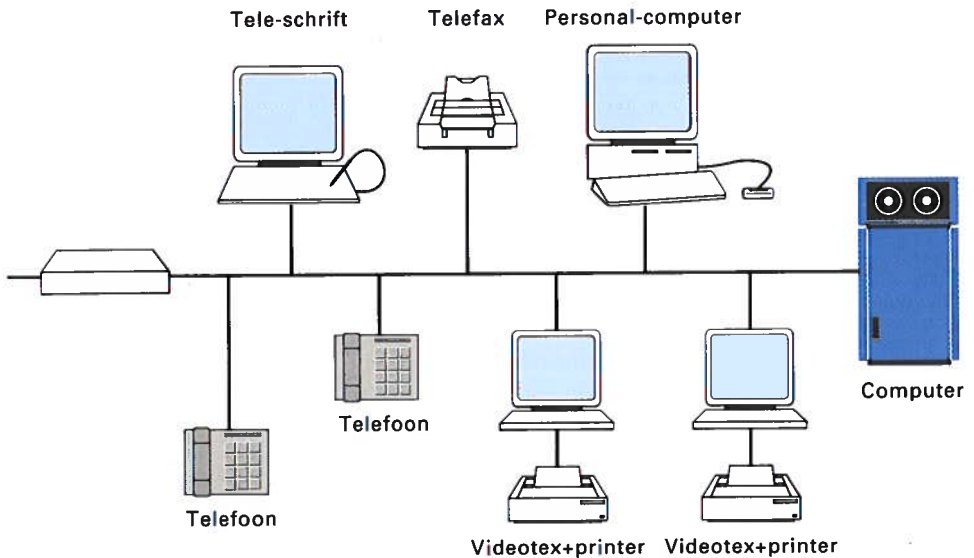 Tele-schrift
Telefax
Personal-computer
Computer
Telefoon
Telefoon
Videotex+printer
Videotex+printer